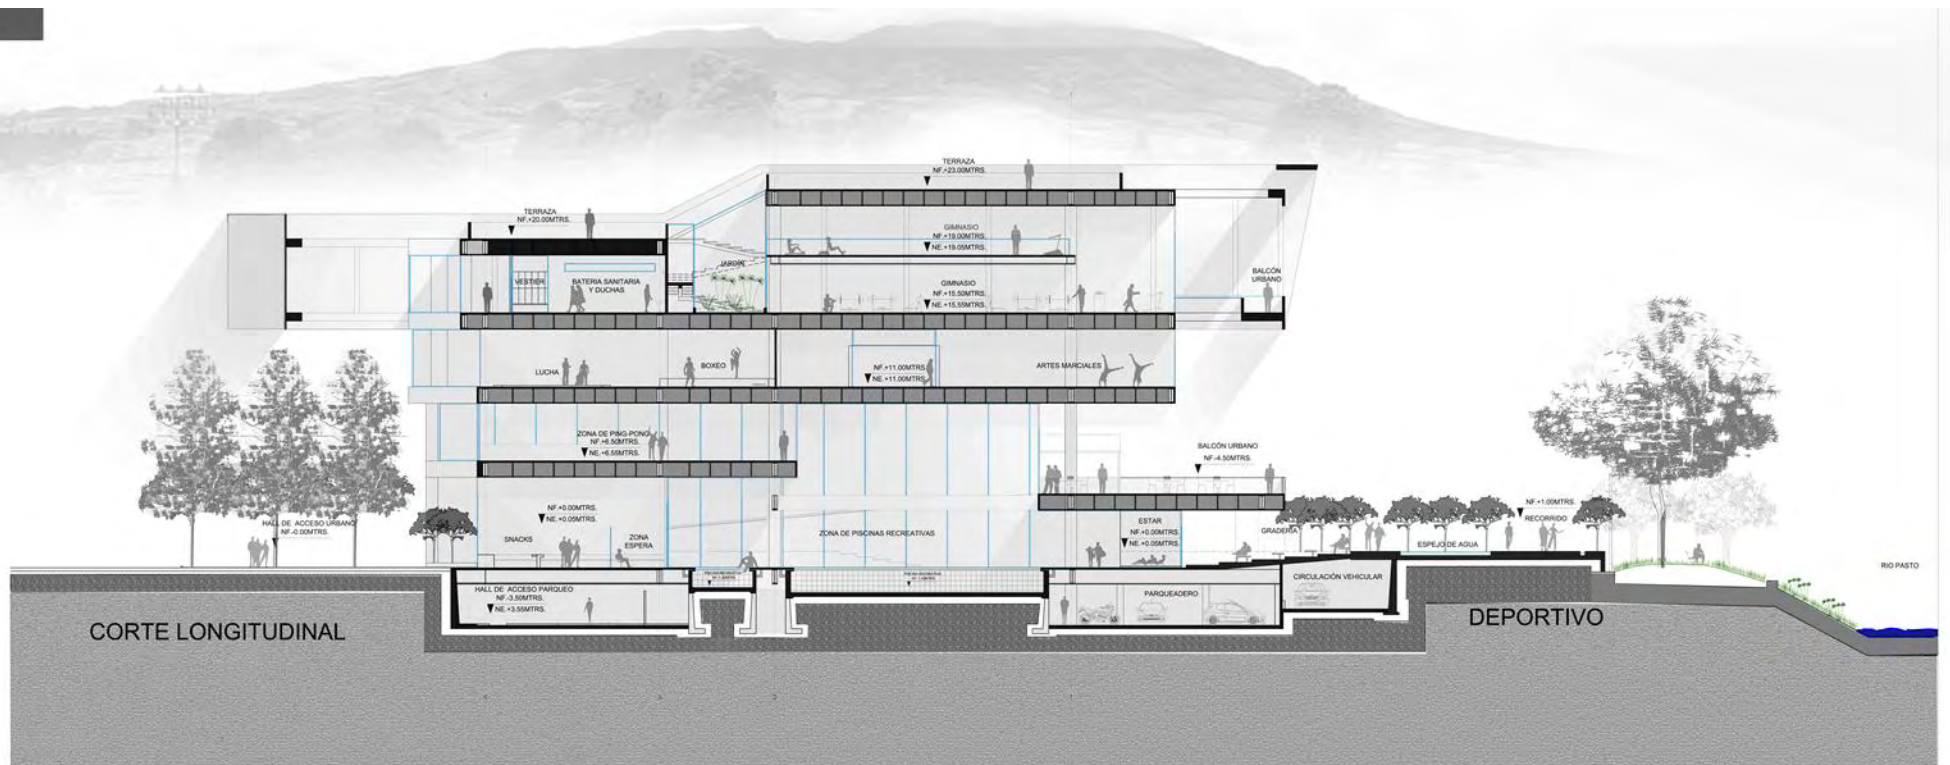 TERRAZA
NF.+23.00MTRS.
TERRAZA
NF.+20.00MTRS.
GIMNASIO
NF.+19.00MTRS.
NE.+19.05MTRS.
JARDÍN
VESTIER
BATERIA SANITARIA
Y DUCHAS
GIMNASIO
NF.+15.50MTRS.
NE.+15.55MTRS.
BALCÓN
URBANO
LUCHA
BOXEO
NF.+11.00MTRS.
NE.+11.00MTRS.
ARTES MARCIALES
ZONA DE PING-PONG
NF.+6.50MTRS.
NE.+6.55MTRS.
BALCÓN URBANO
NF.-4.50MTRS.
HALL DE ACCESO URBANO
NF.-0.00MTRS.
NF.+0.00MTRS.
NE.+0.05MTRS.
SNACKS
ZONA
ESPERA
ZONA DE PISCINAS RECREATIVAS
ESTAR
NF.+0.00MTRS.
NE.+0.05MTRS.
GRADERIA
NF.+1.00MTRS.
RECORRIDO
ESPEJO DE AGUA
RIO PASTO
HALL DE ACCESO PARQUEO
NF.-3.50MTRS.
NE.+3.55MTRS.
PARQUEADERO
CIRCULACIÓN VEHICULAR
CORTE LONGITUDINAL
DEPORTIVO